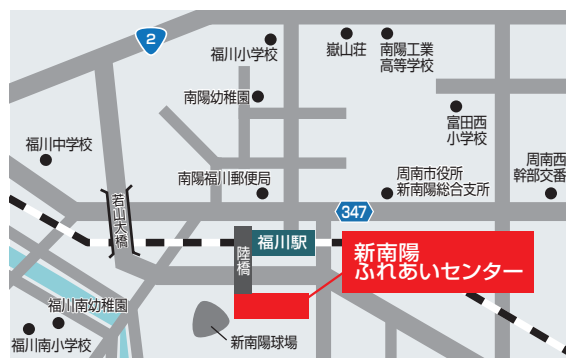 2
福川小学校
嶽山荘
南陽工業
高等学校
南陽幼稚園
富田西
小学校
福川中学校
周南西
幹部交番
南陽福川郵便局
周南市役所
新南陽総合支所
若山大橋
347
陸橋
福川駅
新南陽
ふれあいセンター
福川南幼稚園
福川南小学校
新南陽球場